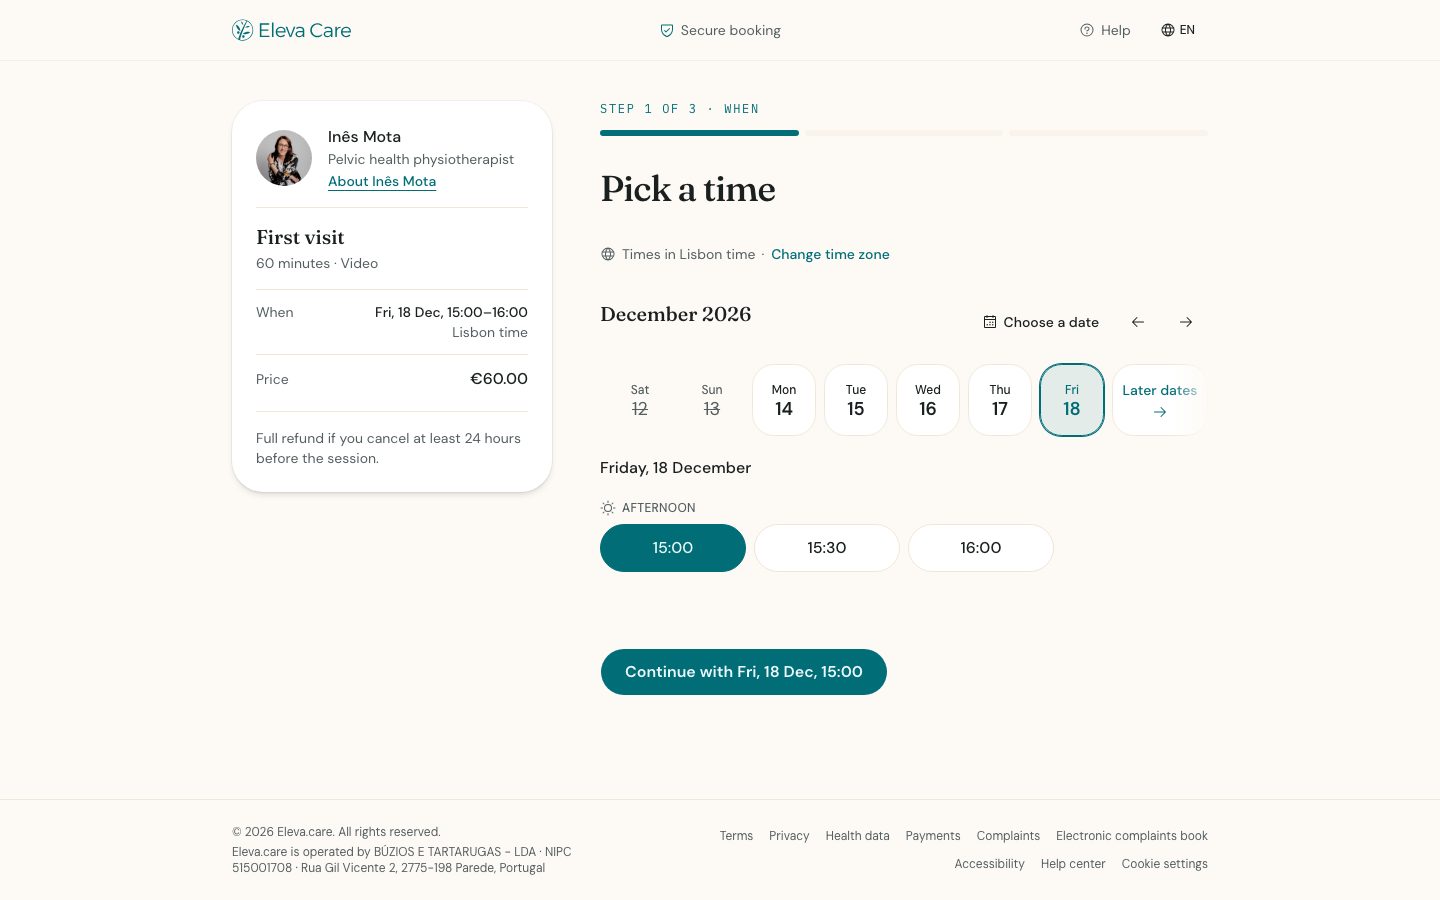 Eleva Care
Secure booking
Help
EN
Inês Mota
Pelvic health physiotherapist
About Inês Mota
First visit
60 minutes · Video
When
Fri, 18 Dec, 15:00–16:00
Lisbon time
Price
€60.00
Full refund if you cancel at least 24 hours
before the session.
STEP 1 OF 3 · WHEN
Pick a time
Times in Lisbon time · Change time zone
December 2026
Choose a date
Sat
12
Sun
13
Mon
14
Tue
15
Wed
16
Thu
17
Fri
18
Later dates
Friday, 18 December
AFTERNOON
15:00
15:30
16:00
Continue with Fri, 18 Dec, 15:00
© 2026 Eleva.care. All rights reserved.
Eleva.care is operated by BÚZIOS E TARTARUGAS - LDA · NIPC
515001708 · Rua Gil Vicente 2, 2775-198 Parede, Portugal
Terms Privacy Health data Payments Complaints Electronic complaints book
Accessibility Help center Cookie settings